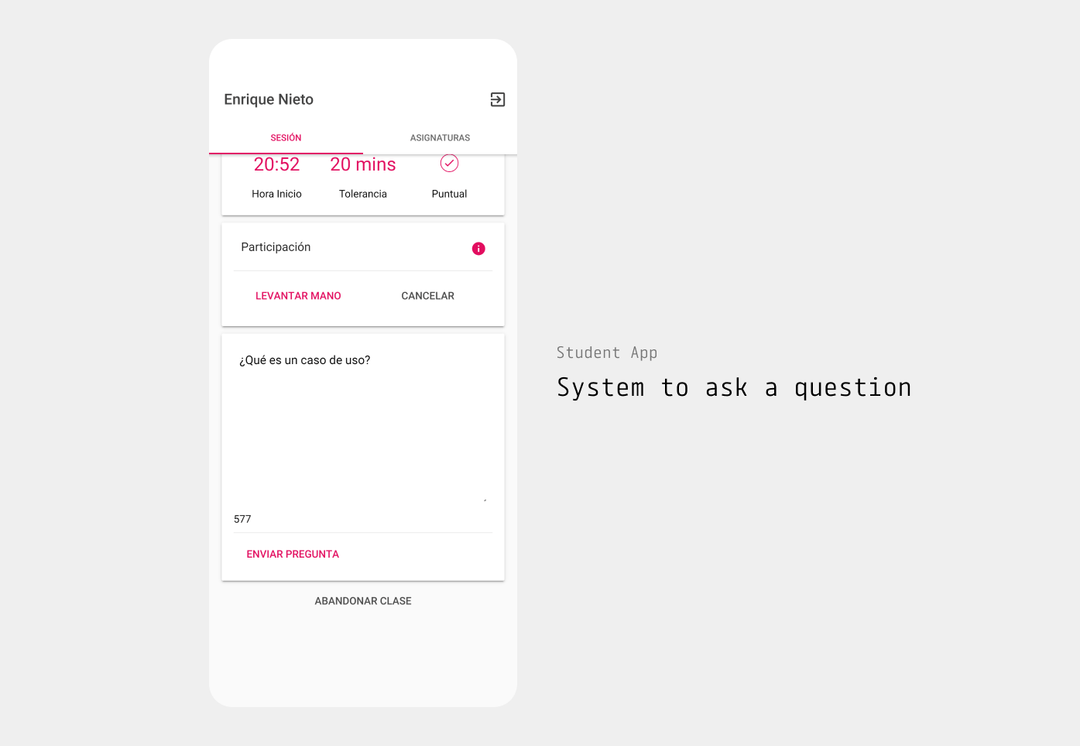 Enrique Nieto
SESIÓN ASIGNATURAS
20:52 20 mins
Hora Inicio Tolerancia Puntual
Participación
LEVANTAR MANO CANCELAR
¿Qué es un caso de uso?
577
ENVIAR PREGUNTA
ABANDONAR CLASE
Student App
System to ask a question